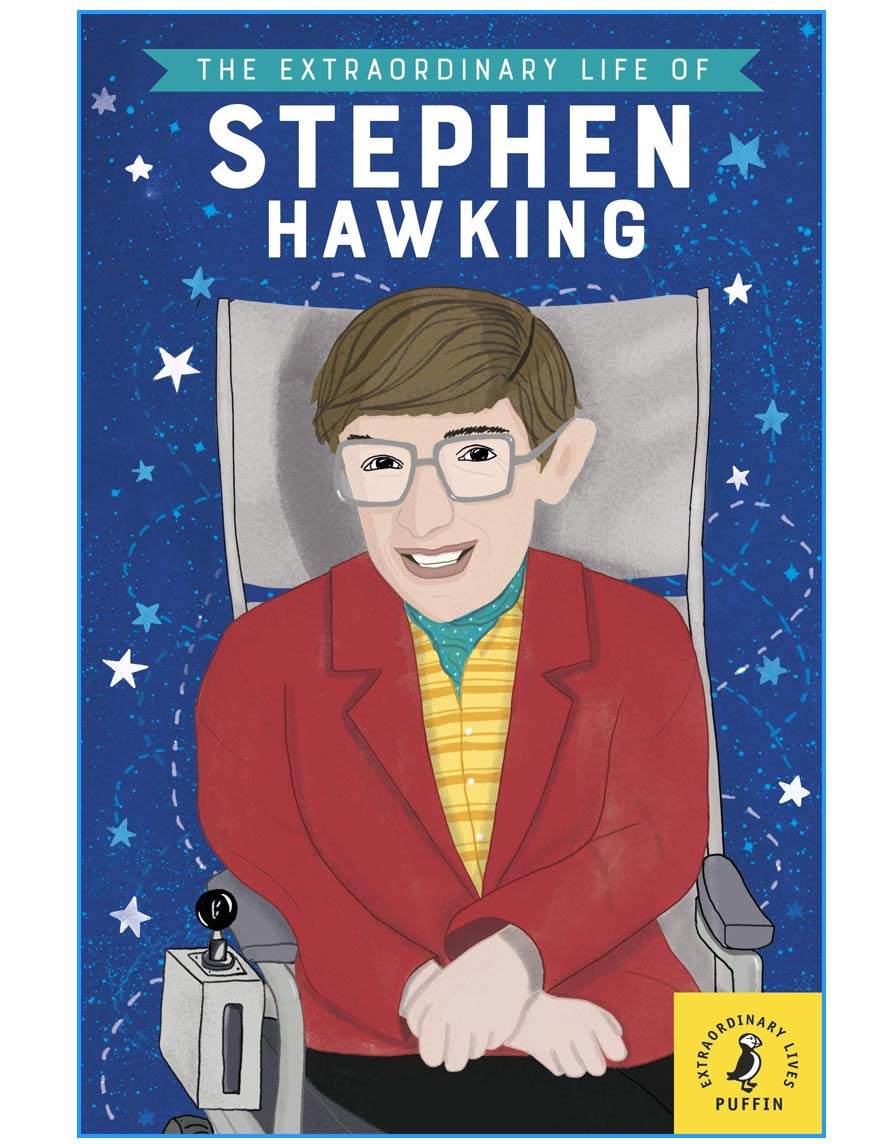 THE EXTRAORDINARY LIFE OF
STEPHEN
HAWKING
EXTRAORDINARY LIVES
PUFFIN